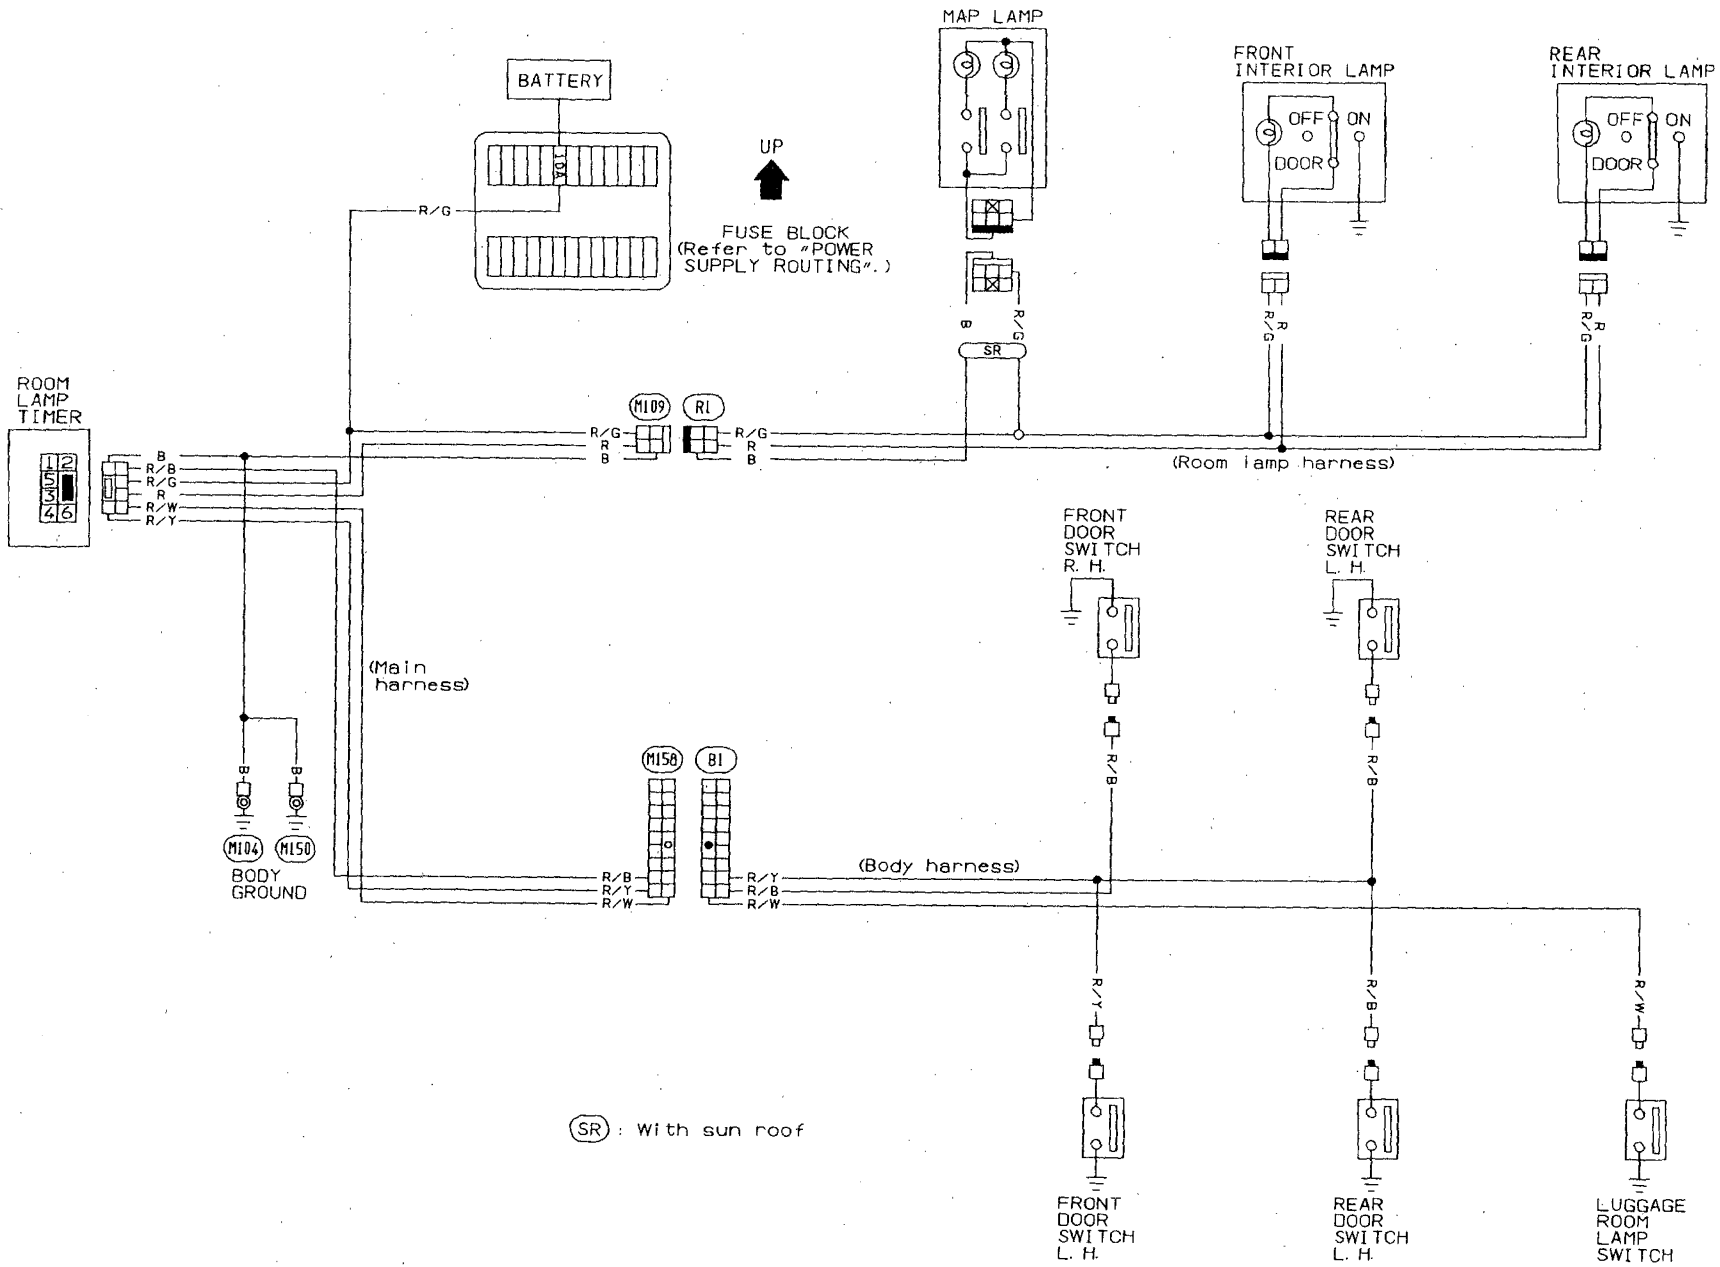 MAP LAMP
FRONT
INTERIOR LAMP
OFF
ON
DOOR
REAR
INTERIOR LAMP
OFF
ON
DOOR
BATTERY
10A
UP
R/G
FUSE BLOCK
(Refer to "POWER
SUPPLY ROUTING".)
B
R/G
SR
R/G
R
R/G
R
ROOM
LAMP
TIMER
1 2
5
3
4 6
B
R/B
R/G
R
R/W
R/Y
M109
R1
R/G
R
B
R/G
R
B
(Room lamp harness)
FRONT
DOOR
SWITCH
R. H.
REAR
DOOR
SWITCH
L. H.
(Main
harness)
R/B
R/B
B
B
M104
M150
BODY
GROUND
M158
B1
R/B
R/Y
R/W
R/Y
R/B
R/W
(Body harness)
R/Y
R/B
R/W
SR : With sun roof
FRONT
DOOR
SWITCH
L. H.
REAR
DOOR
SWITCH
L. H.
LUGGAGE
ROOM
LAMP
SWITCH